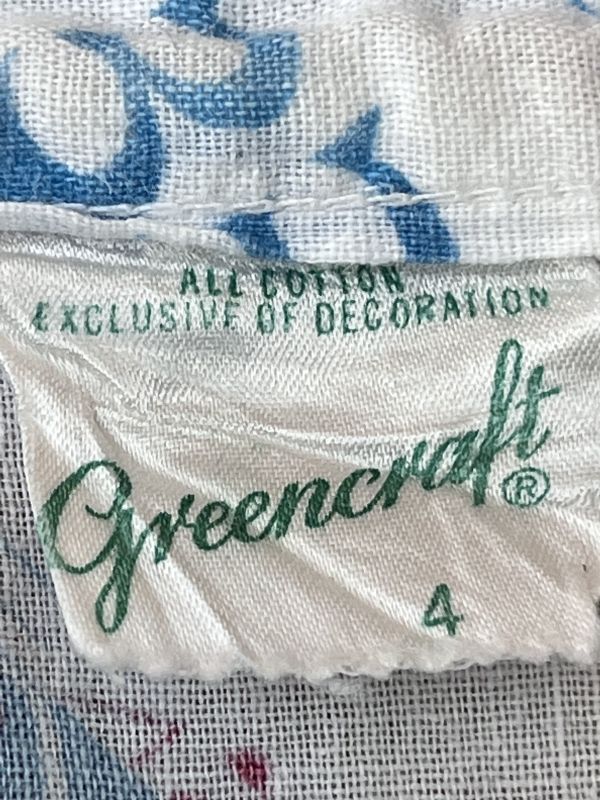 ALL COTTON
EXCLUSIVE OF DECORATION
Greencraft ®
4